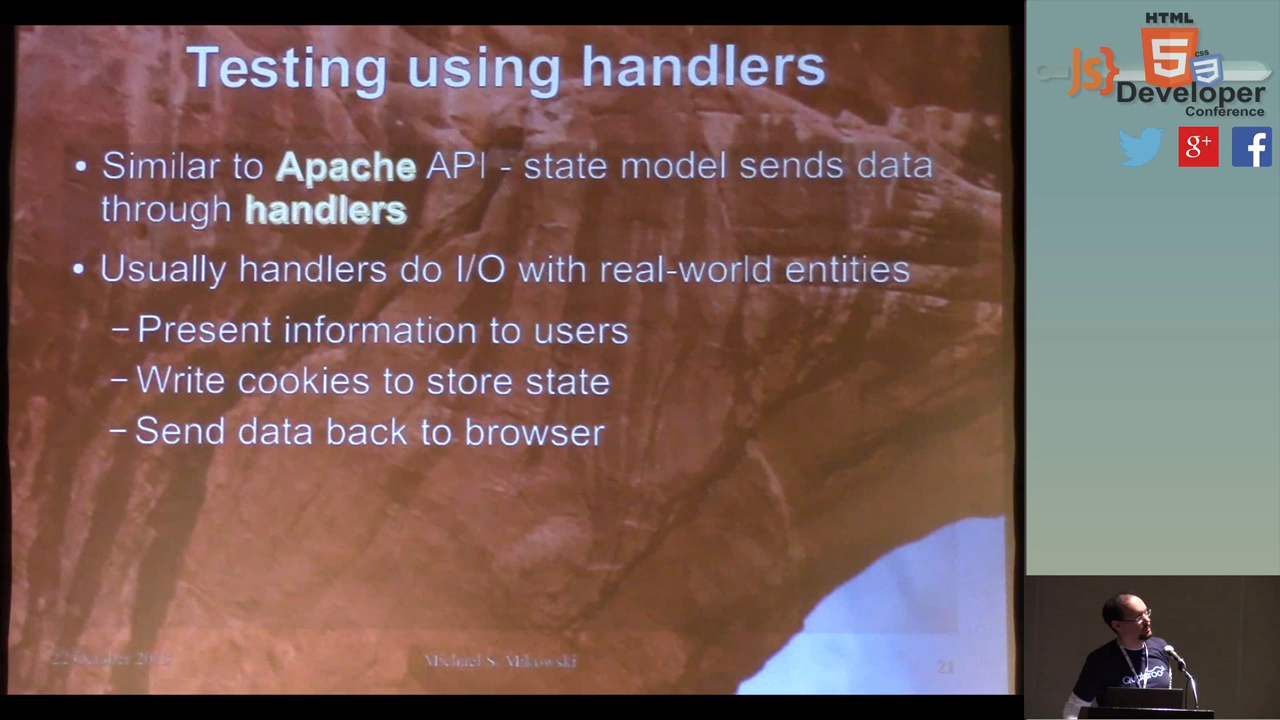 Testing using handlers
• Similar to Apache API - state model sends data
through handlers
• Usually handlers do I/O with real-world entities
– Present information to users
– Write cookies to store state
– Send data back to browser
Michael S. Mikowski
21
HTML
JS}
5
css
3
Developer
Conference
g+
f